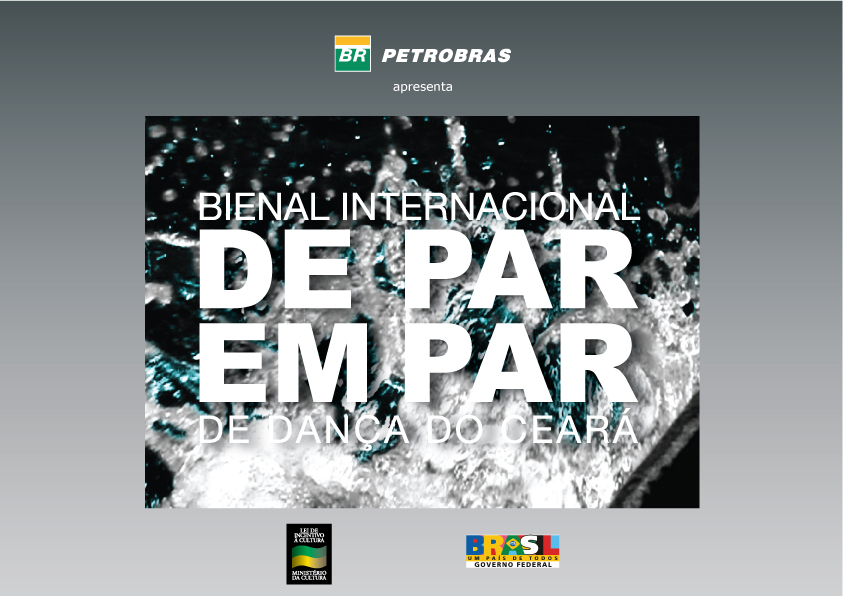 BR PETROBRAS
apresenta
BIENAL INTERNACIONAL
DE PAR
EM PAR
DE DANÇA DO CEARÁ
LEI DE
INCENTIVO
À CULTURA
MINISTÉRIO
DA CULTURA
BRASIL
UM PAÍS DE TODOS
GOVERNO FEDERAL